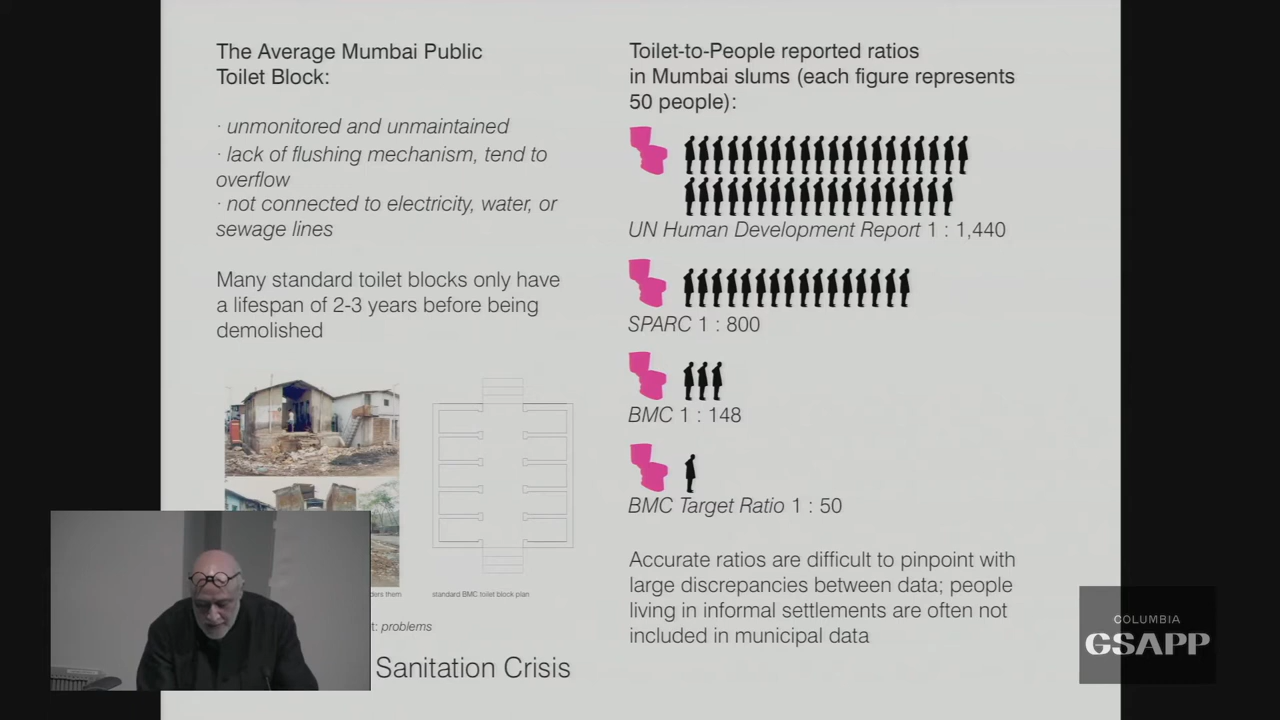 The Average Mumbai Public
Toilet Block:
· unmonitored and unmaintained
· lack of flushing mechanism, tend to
overflow
· not connected to electricity, water, or
sewage lines
Many standard toilet blocks only have
a lifespan of 2-3 years before being
demolished
ders them
standard BMC toilet block plan
t: problems
Sanitation Crisis
Toilet-to-People reported ratios
in Mumbai slums (each figure represents
50 people):
UN Human Development Report 1 : 1,440
SPARC 1 : 800
BMC 1 : 148
BMC Target Ratio 1 : 50
Accurate ratios are difficult to pinpoint with
large discrepancies between data; people
living in informal settlements are often not
included in municipal data
COLUMBIA
GSAPP